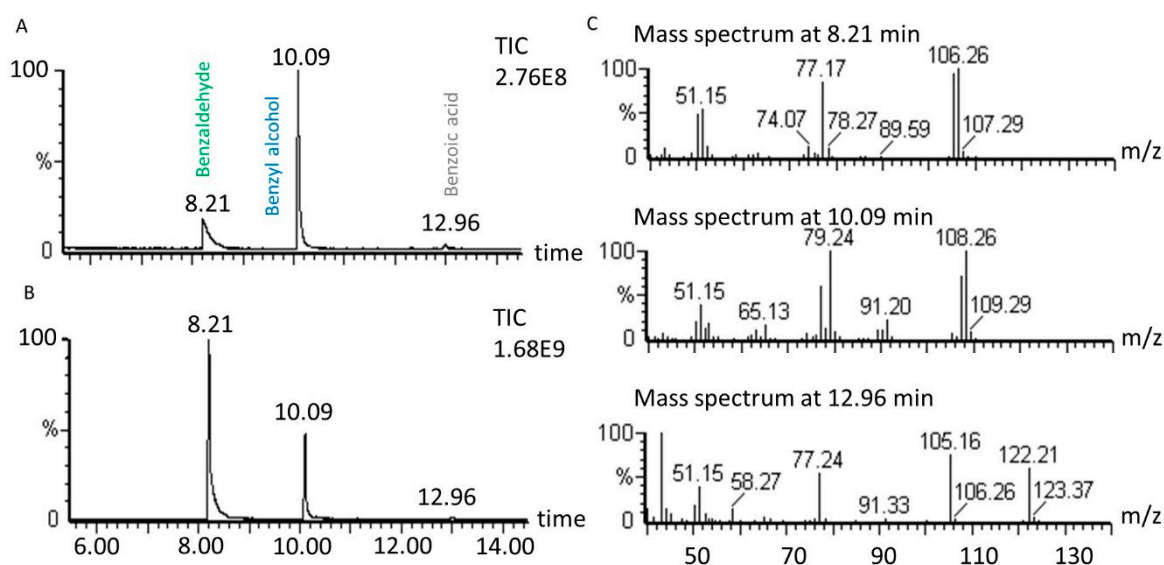 A
TIC
2.76E8
100
%
0
Benzaldehyde
Benzyl alcohol
Benzoic acid
8.21
10.09
12.96
time
B
TIC
1.68E9
100
%
0
8.21
10.09
12.96
time
6.00 8.00 10.00 12.00 14.00
C
Mass spectrum at 8.21 min
100
%
0
51.15
74.07
77.17
78.27
89.59
106.26
107.29
m/z
Mass spectrum at 10.09 min
100
%
0
51.15
65.13
79.24
91.20
108.26
109.29
m/z
Mass spectrum at 12.96 min
100
%
0
51.15
58.27
77.24
91.33
105.16
106.26
122.21
123.37
m/z
50 70 90 110 130